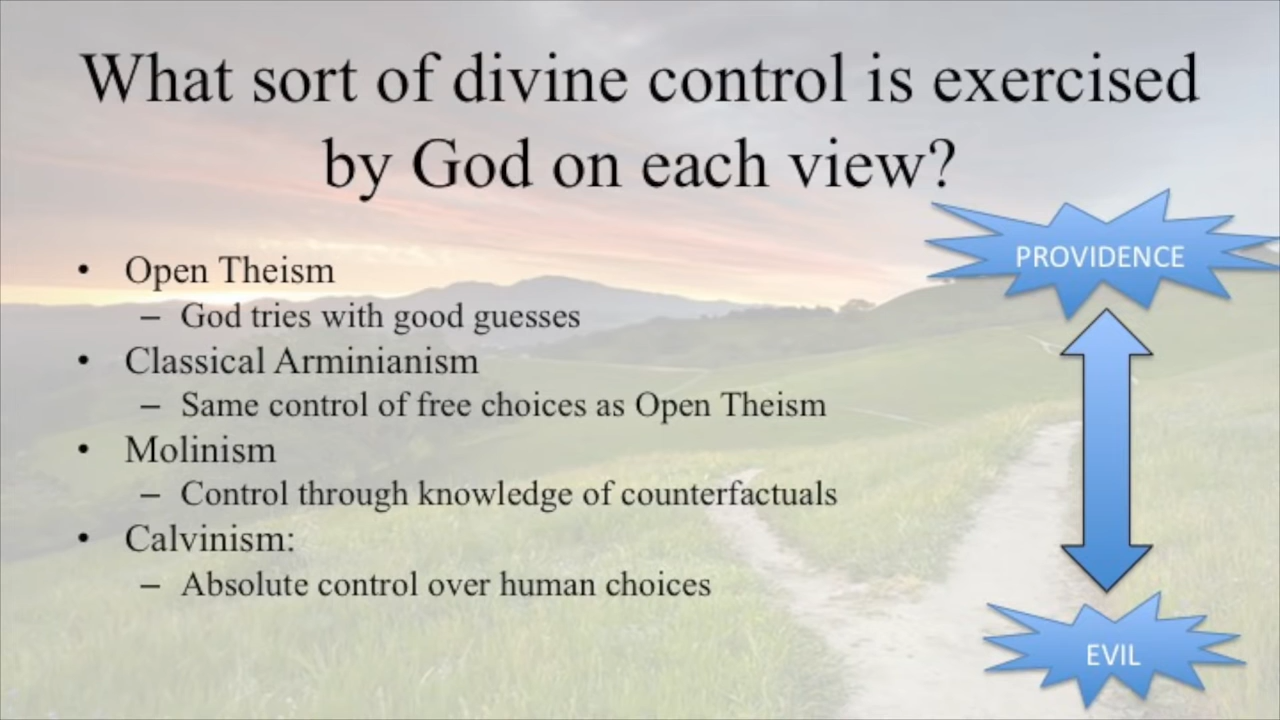 What sort of divine control is exercised
by God on each view?
PROVIDENCE
• Open Theism
– God tries with good guesses
• Classical Arminianism
– Same control of free choices as Open Theism
• Molinism
– Control through knowledge of counterfactuals
• Calvinism:
– Absolute control over human choices
EVIL